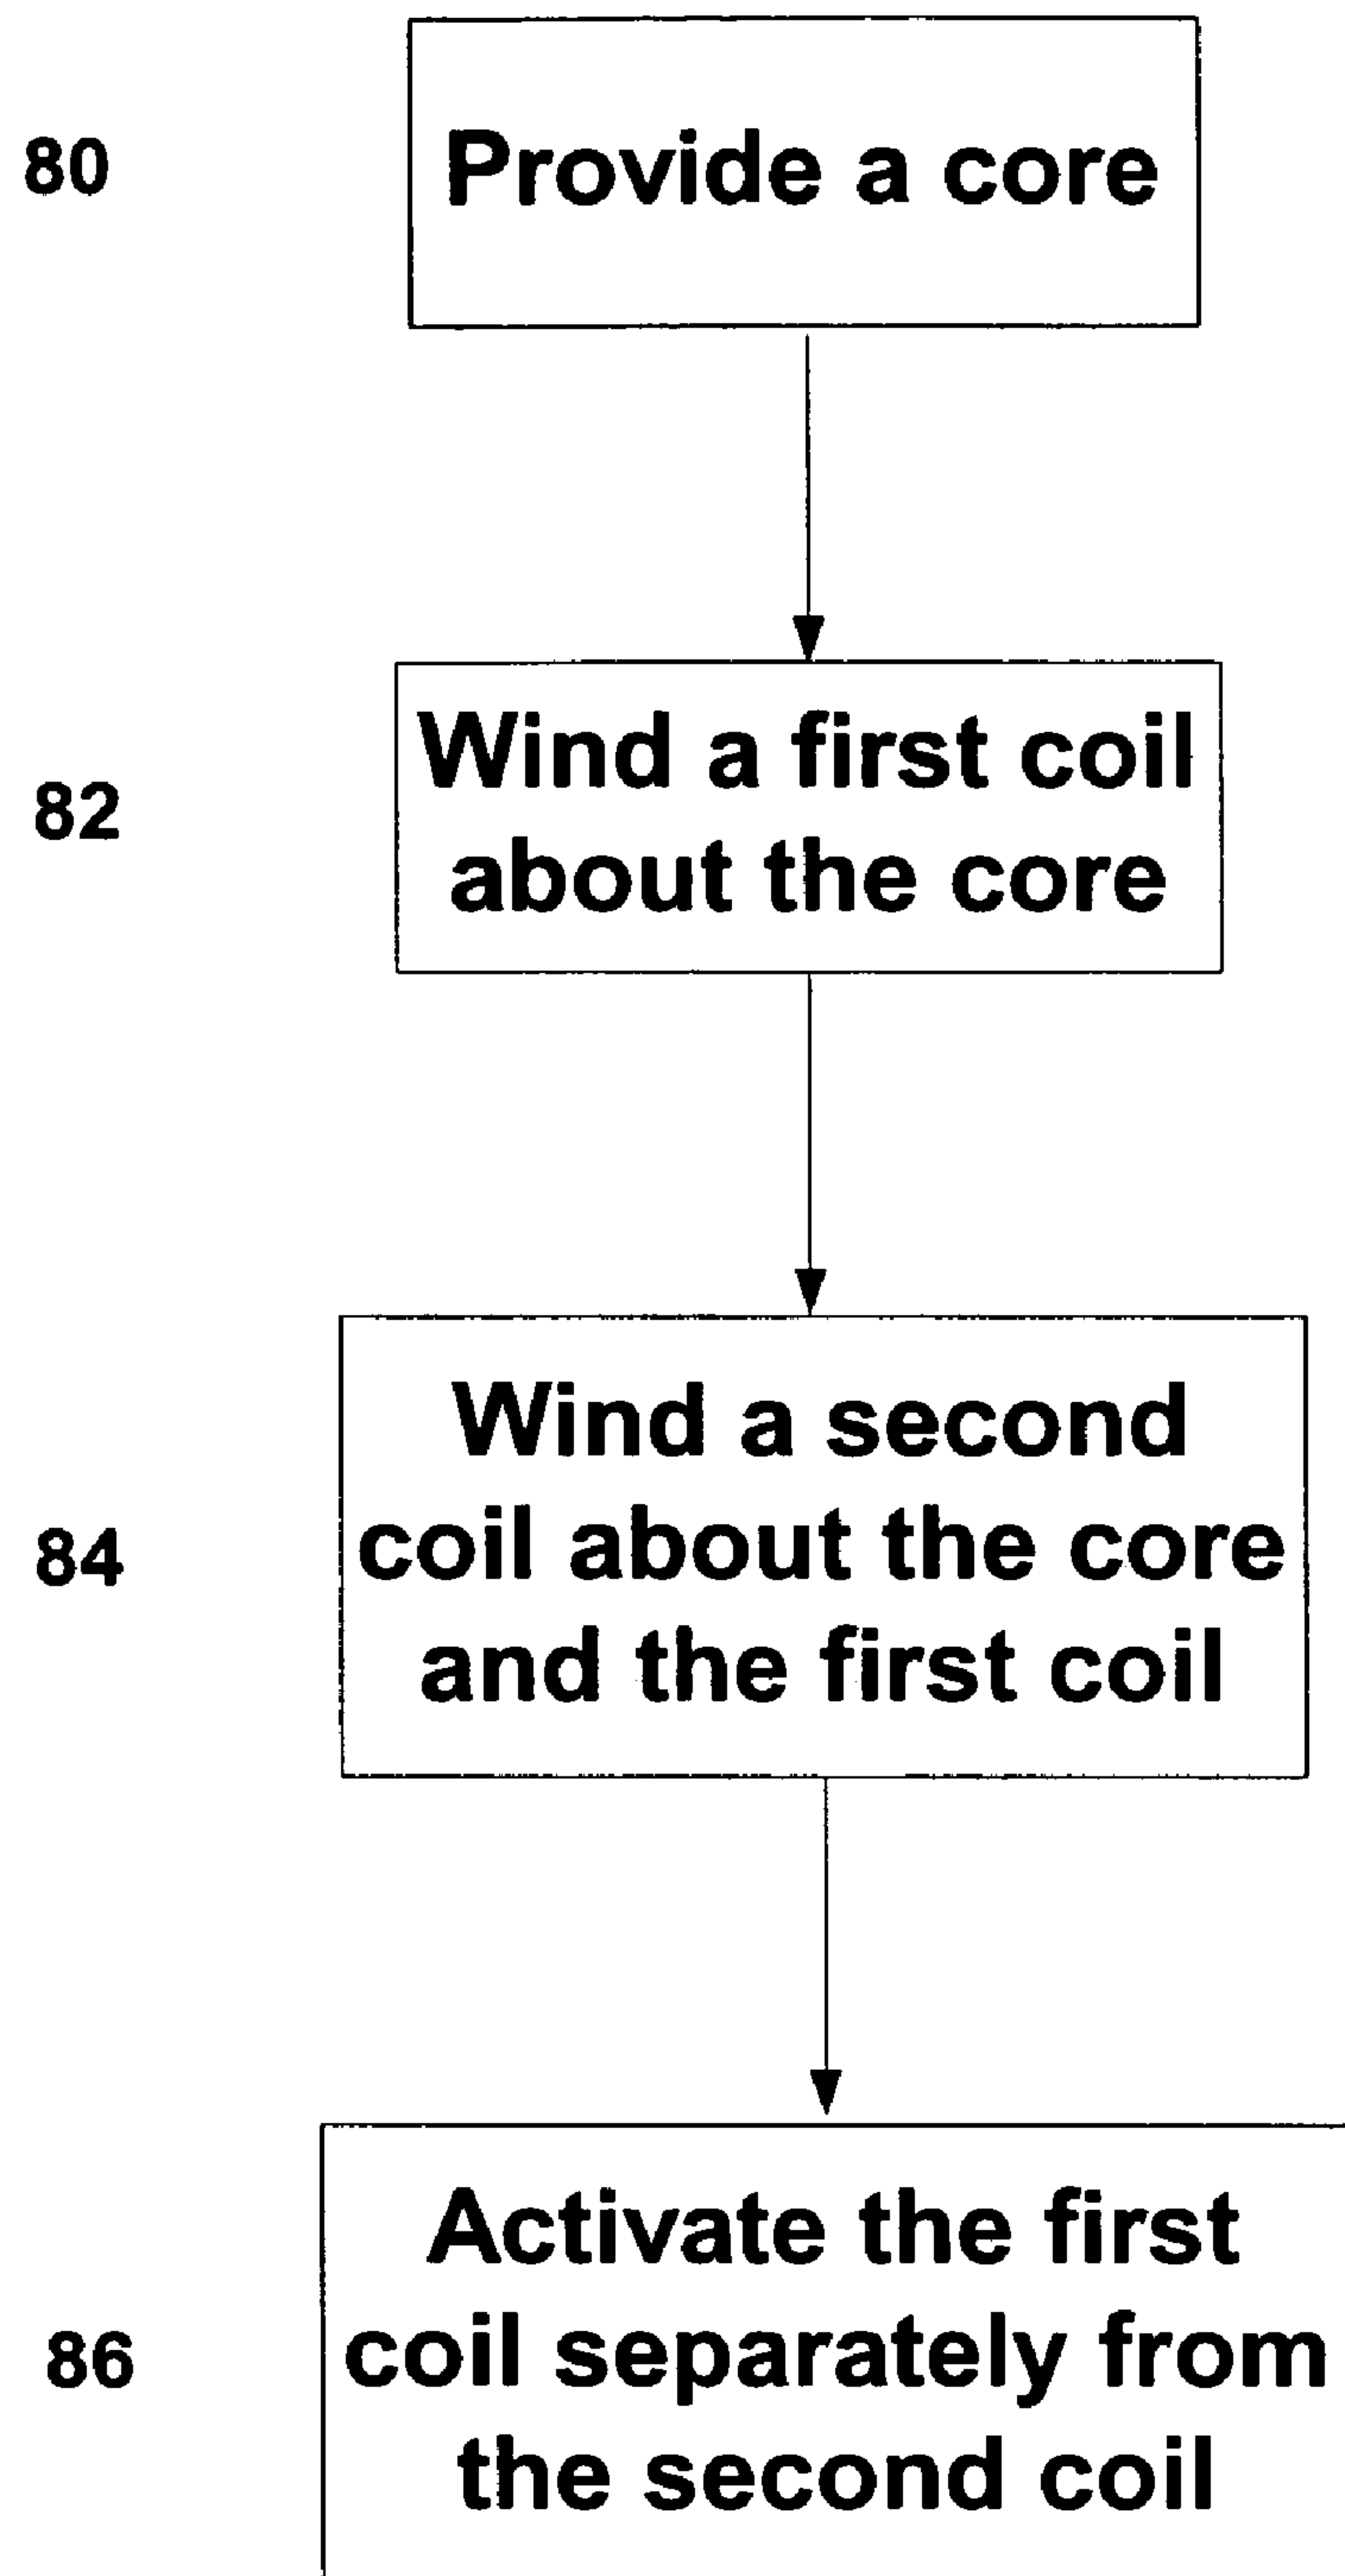 80
Provide a core
82
Wind a first coil
about the core
84
Wind a second
coil about the core
and the first coil
86
Activate the first
coil separately from
the second coil